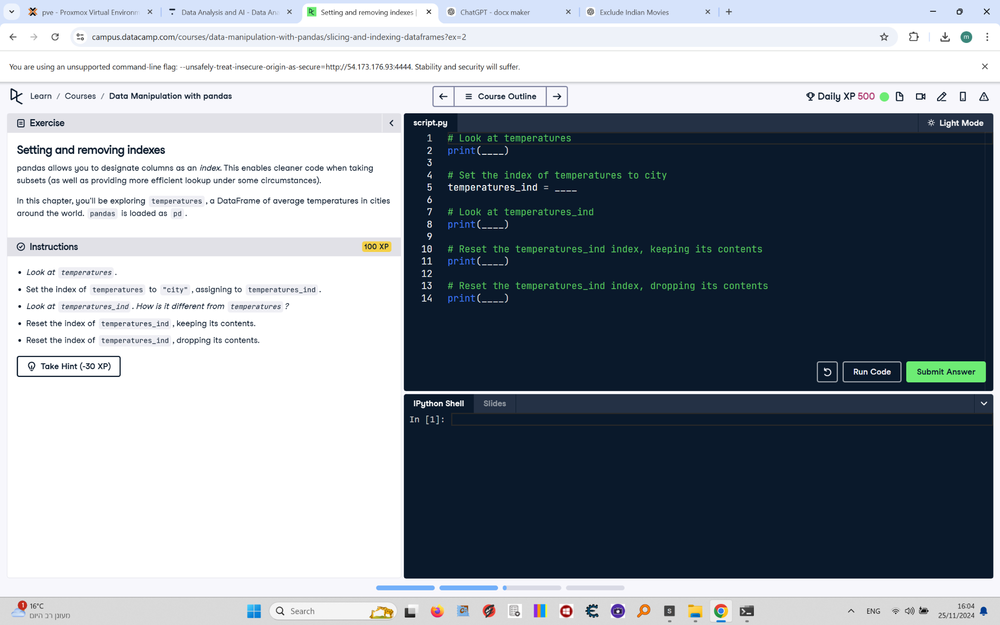 pve - Proxmox Virtual Environm
Data Analysis and AI - Data Ana
Setting and removing indexes |
ChatGPT - docx maker
Exclude Indian Movies
campus.datacamp.com/courses/data-manipulation-with-pandas/slicing-and-indexing-dataframes?ex=2
m
You are using an unsupported command-line flag: --unsafely-treat-insecure-origin-as-secure=http://54.173.176.93:4444. Stability and security will suffer.
Learn / Courses / Data Manipulation with pandas
Course Outline
Daily XP 500
Exercise
Setting and removing indexes
pandas allows you to designate columns as an index. This enables cleaner code when taking
subsets (as well as providing more efficient lookup under some circumstances).
In this chapter, you'll be exploring temperatures, a DataFrame of average temperatures in cities
around the world. pandas is loaded as pd.
Instructions
100 XP
• Look at temperatures.
• Set the index of temperatures to "city", assigning to temperatures_ind.
• Look at temperatures_ind. How is it different from temperatures?
• Reset the index of temperatures_ind, keeping its contents.
• Reset the index of temperatures_ind, dropping its contents.
Take Hint (-30 XP)
script.py
Light Mode
1 # Look at temperatures
2 print(____)
3
4 # Set the index of temperatures to city
5 temperatures_ind = ____
6
7 # Look at temperatures_ind
8 print(____)
9
10 # Reset the temperatures_ind index, keeping its contents
11 print(____)
12
13 # Reset the temperatures_ind index, dropping its contents
14 print(____)
Run Code
Submit Answer
IPython Shell
Slides
In [1]:
1
16°C
מעונן רב היום
Search
S
ENG
16:04
25/11/2024